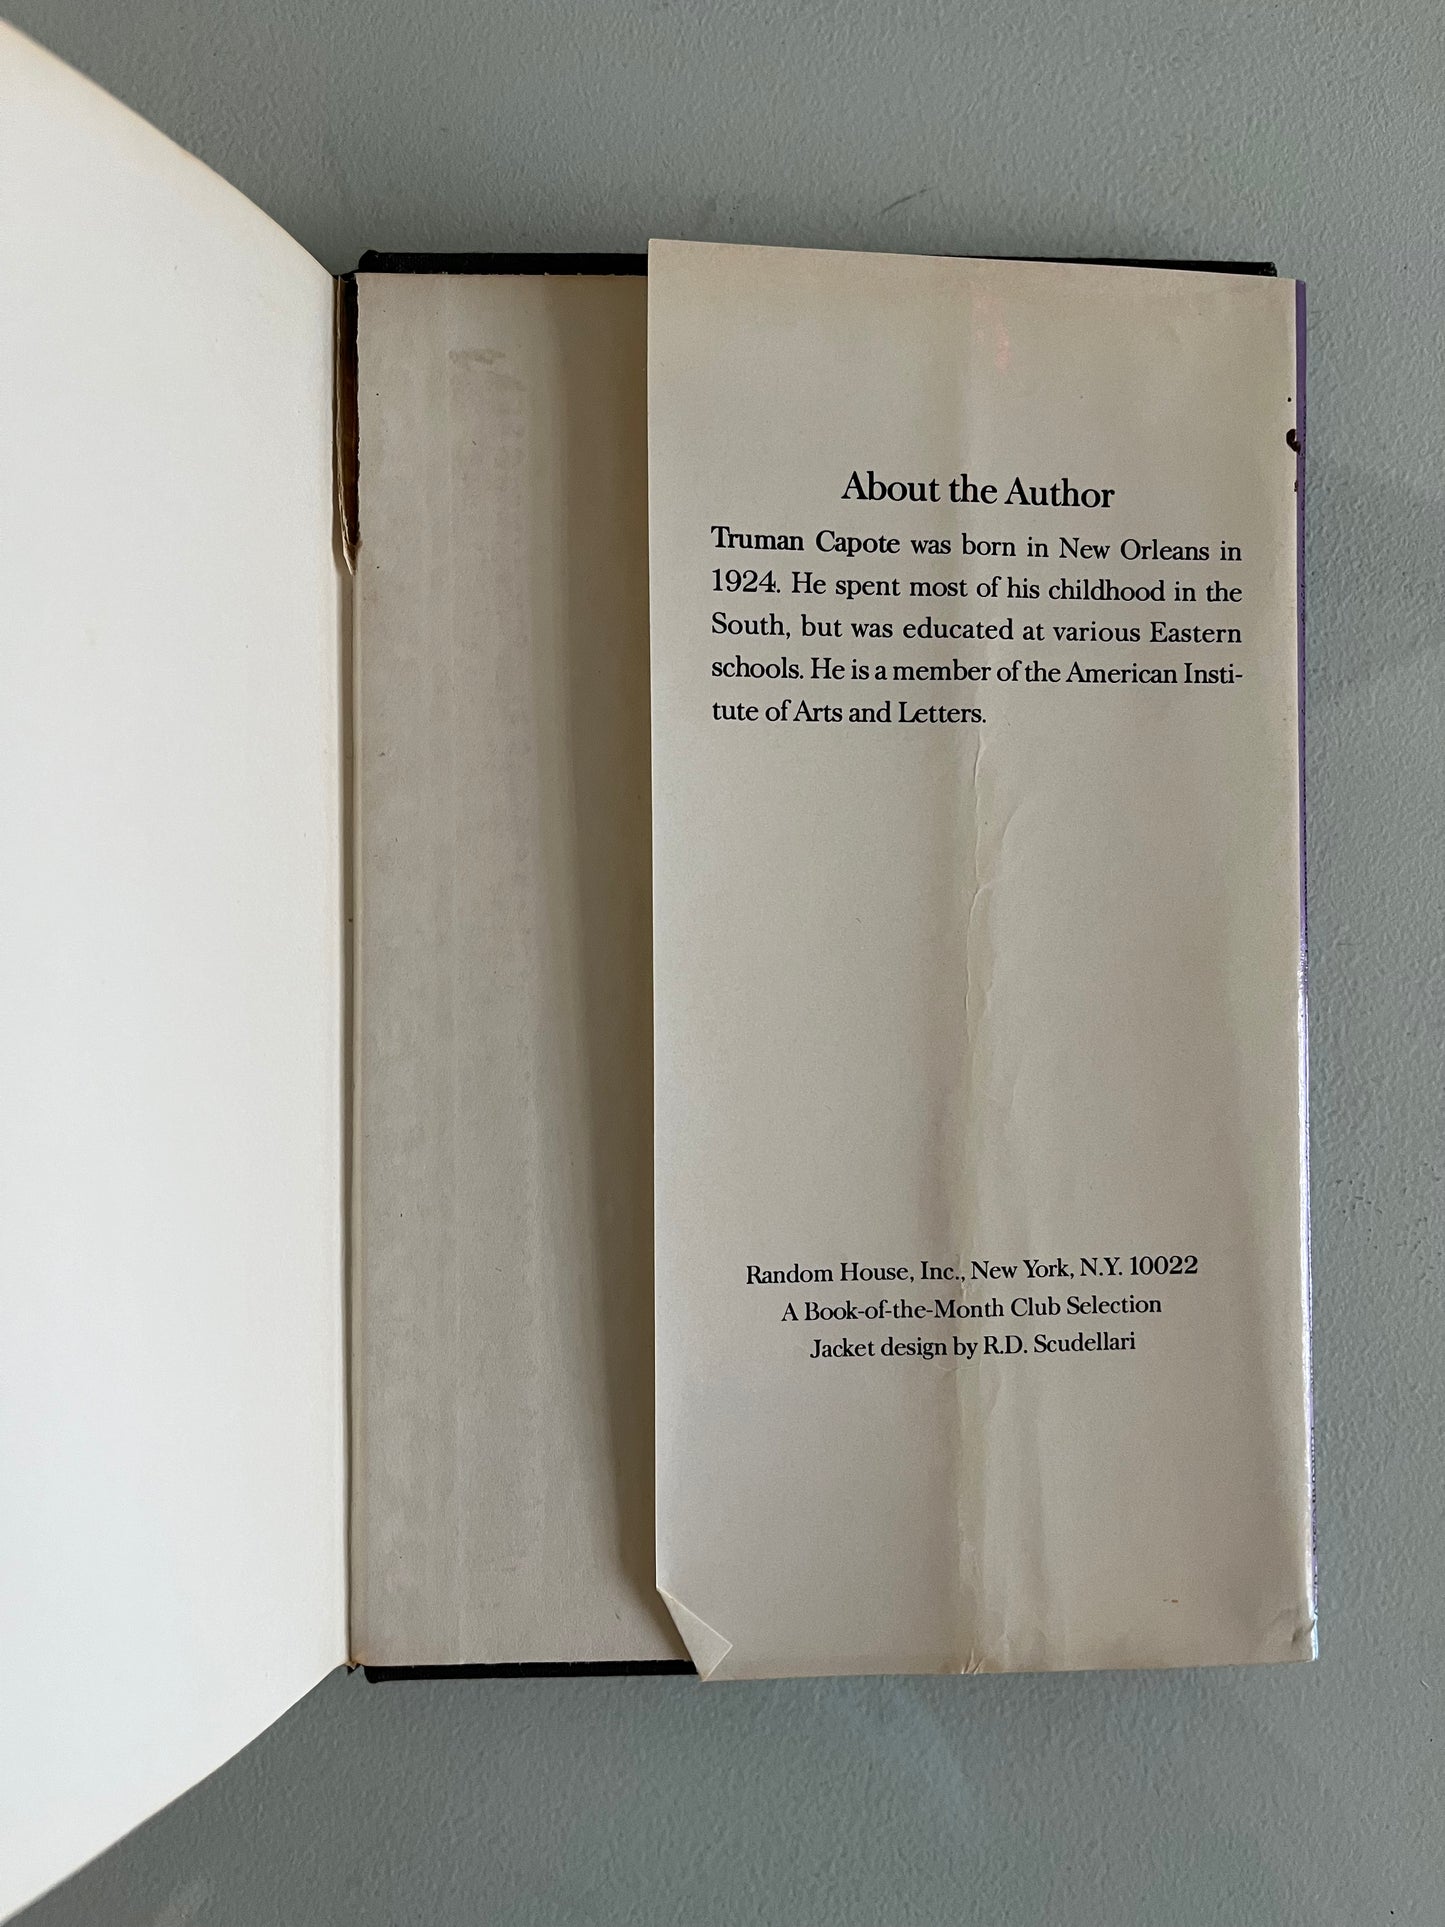 About the Author
Truman Capote was born in New Orleans in
1924. He spent most of his childhood in the
South, but was educated at various Eastern
schools. He is a member of the American Insti-
tute of Arts and Letters.
Random House, Inc., New York, N.Y. 10022
A Book-of-the-Month Club Selection
Jacket design by R.D. Scudellari